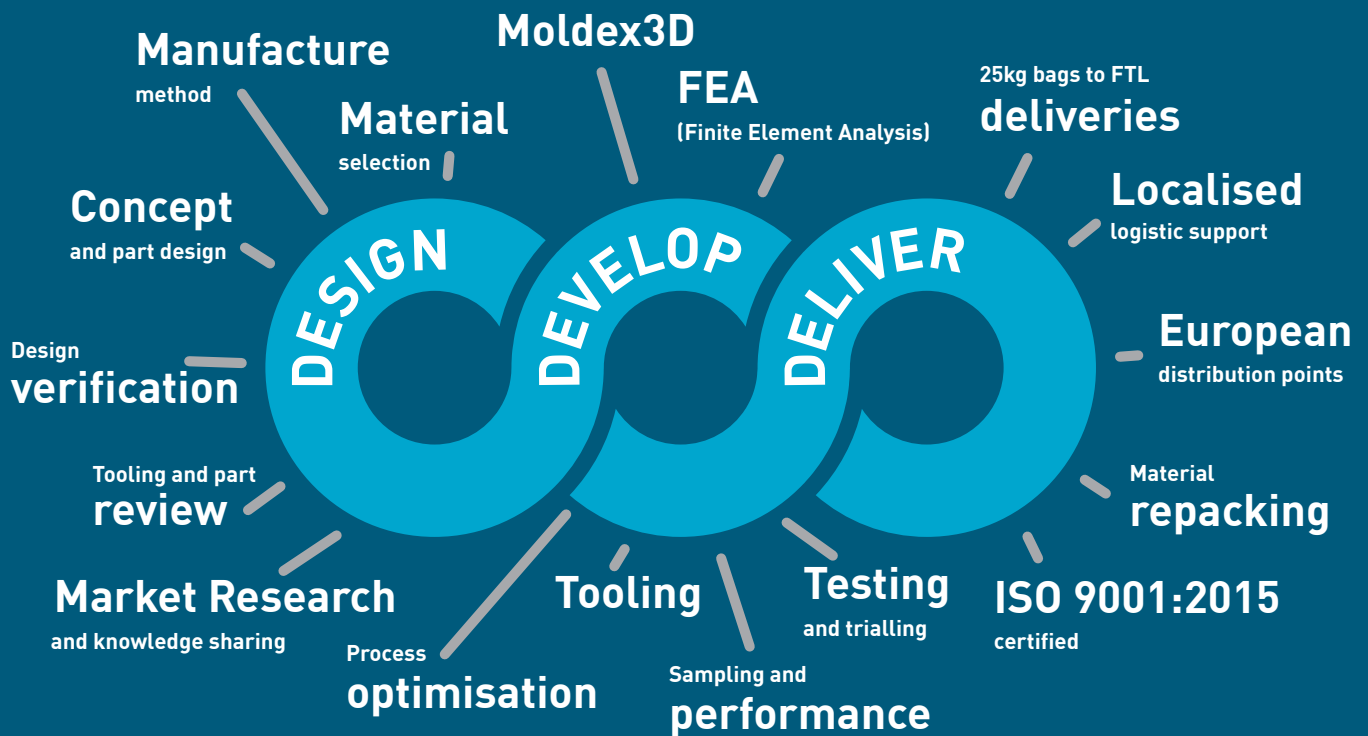 Manufacture
method
Material
selection
Concept
and part design
Design
verification
Tooling and part
review
Market Research
and knowledge sharing
DESIGN
Moldex3D
FEA
(Finite Element Analysis)
DEVELOP
Process
optimisation
Tooling
Sampling and
performance
Testing
and trialling
DELIVER
25kg bags to FTL
deliveries
Localised
logistic support
European
distribution points
Material
repacking
ISO 9001:2015
certified